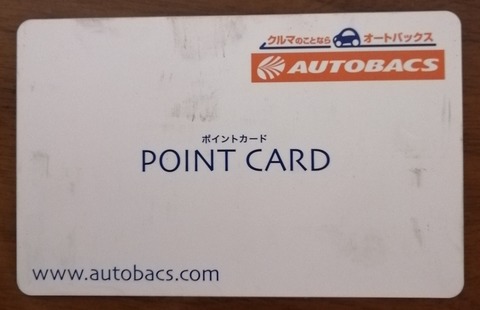 クルマのことなら オートバックス
AUTOBACS
ポイントカード
POINT CARD
www.autobacs.com